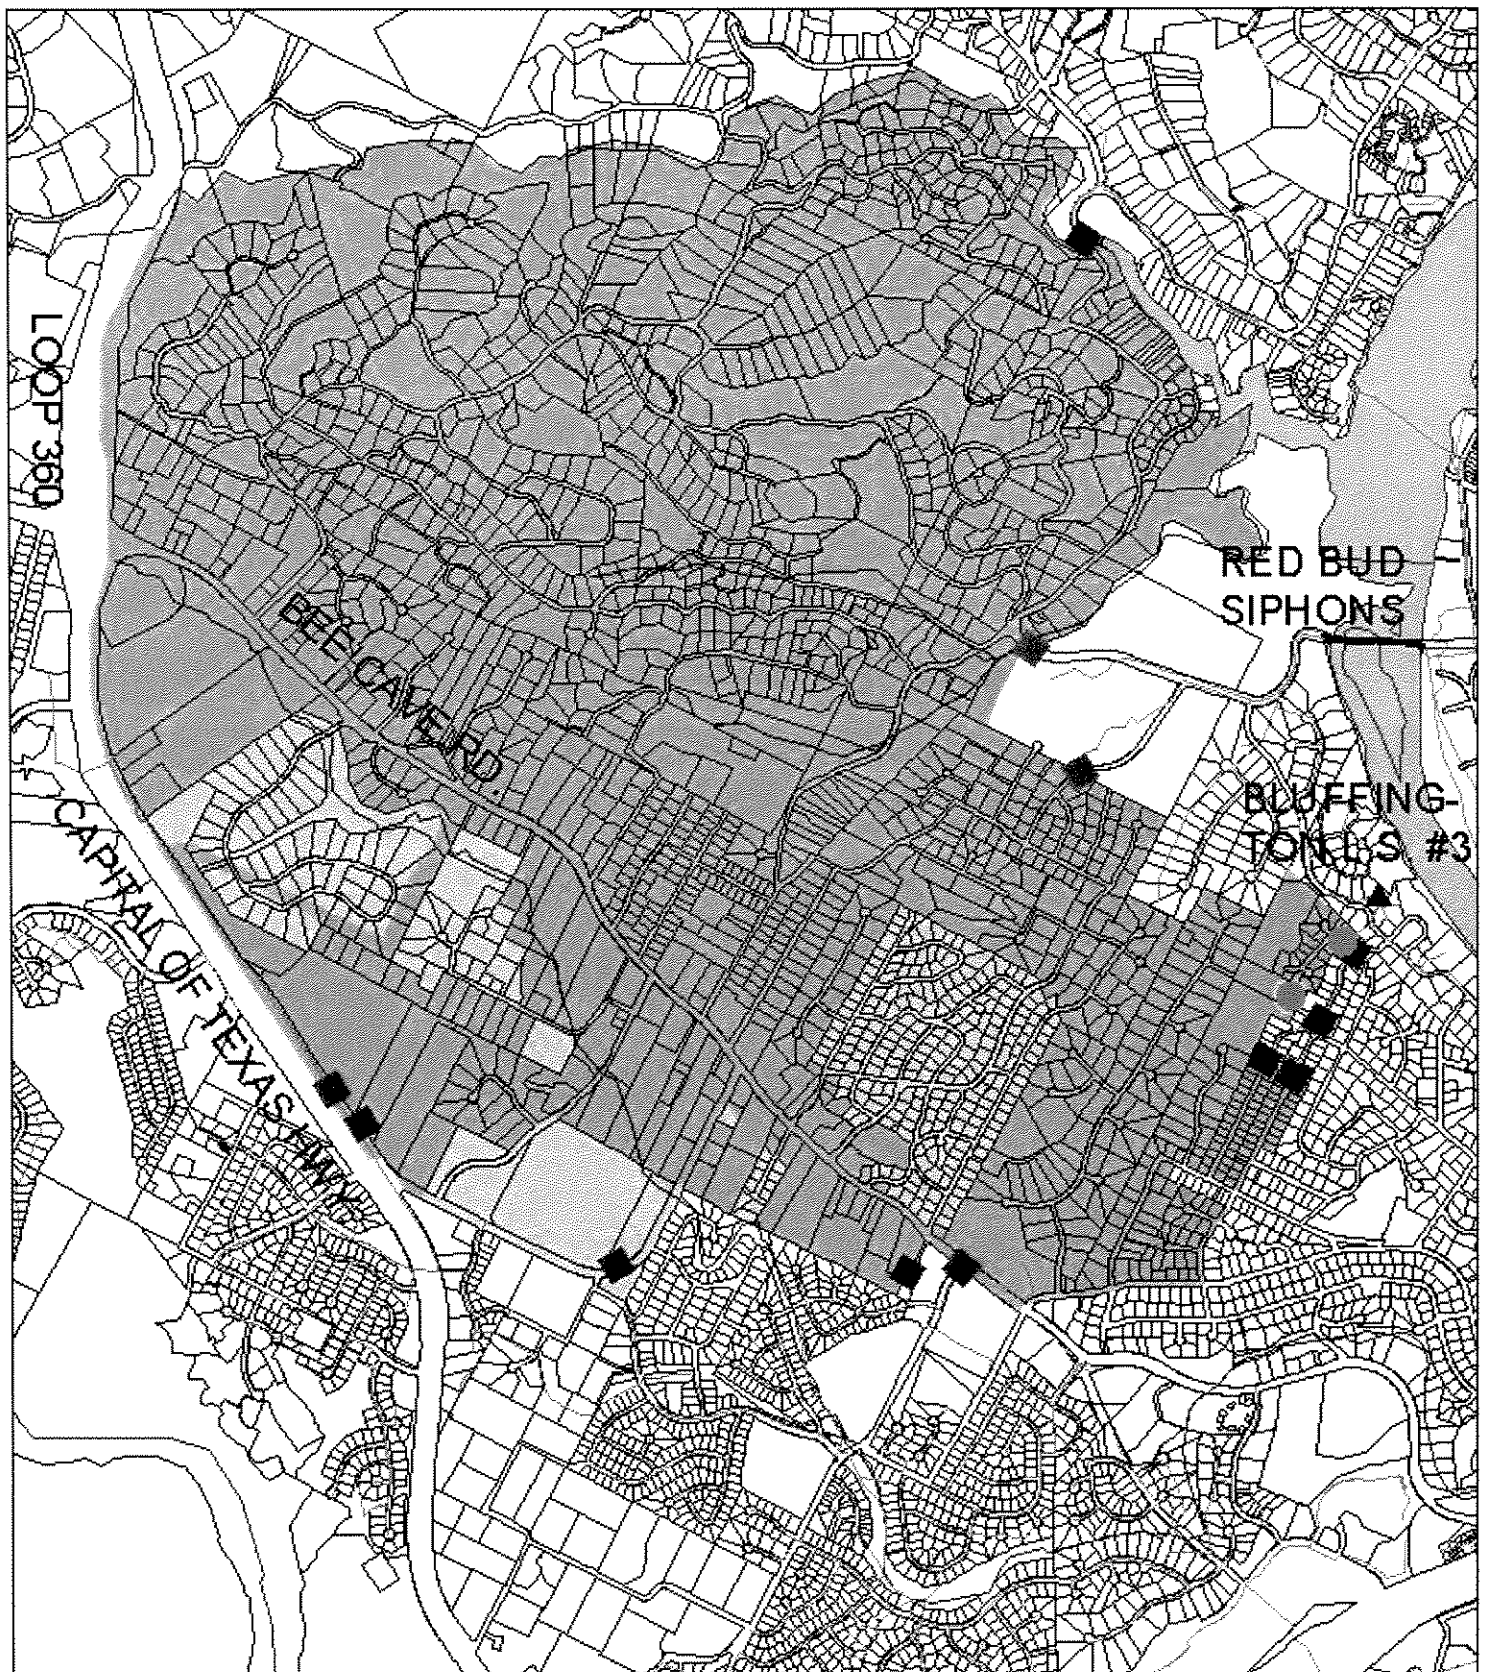 LOOP 360
RED BUD
SIPHONS
BEE CAVE RD.
BLUFFING-
TON L.S. #3
CAPITAL OF TEXAS HWY